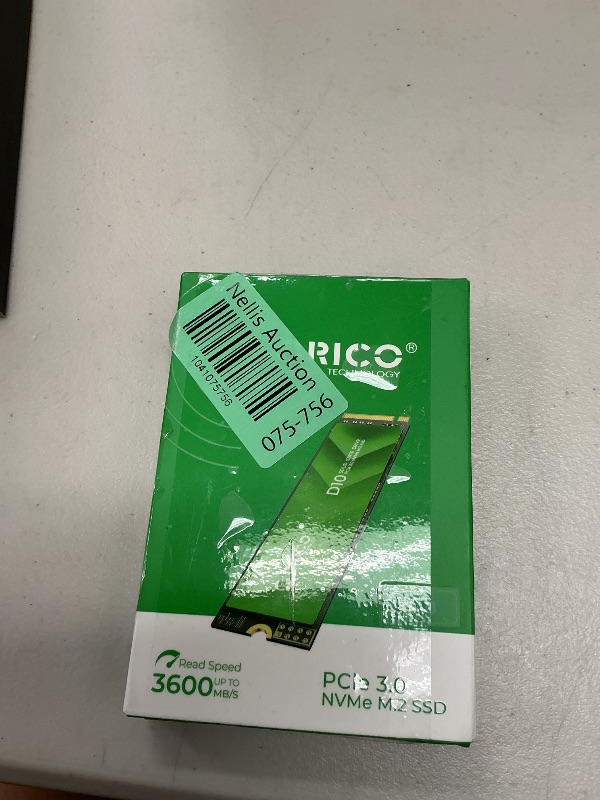 Nellis Auction
1041075756
075-756
RICO®
TECHNOLOGY
D10
Read Speed
3600 UP TO MB/S
PCIe 3.0
NVMe M.2 SSD